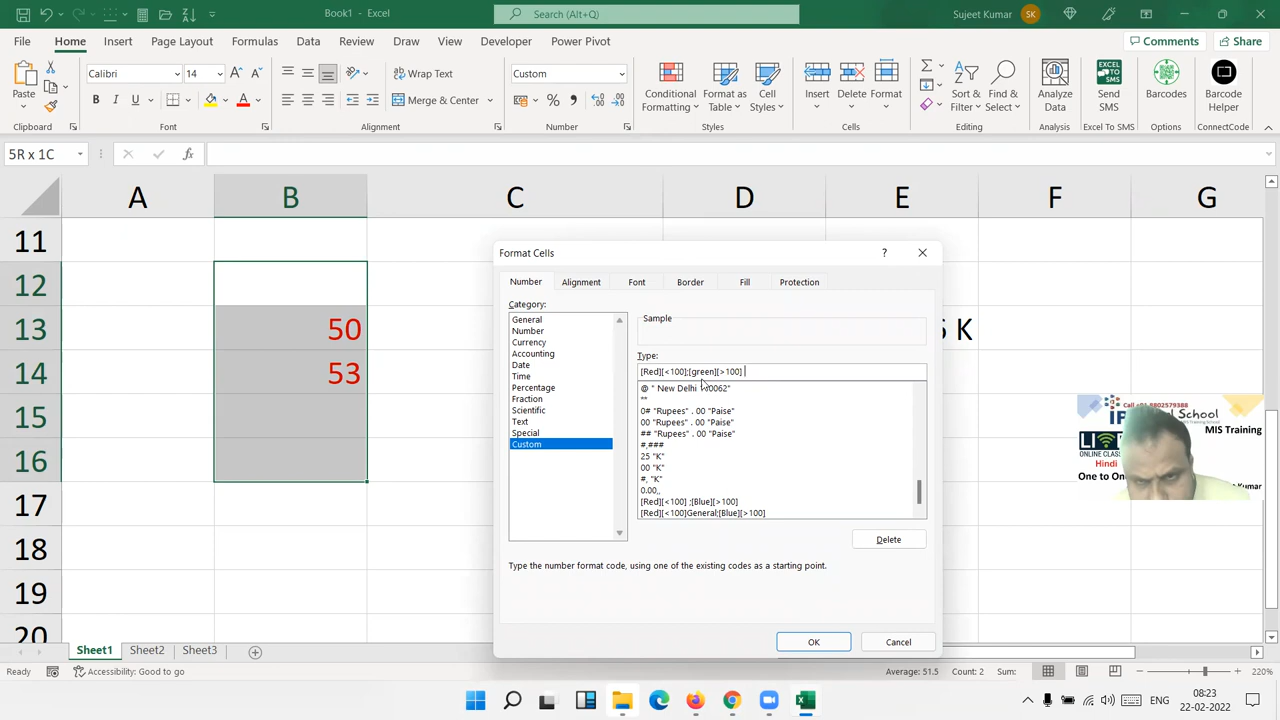 Book1 - Excel
Search (Alt+Q)
Sujeet Kumar
SK
File
Home
Insert
Page Layout
Formulas
Data
Review
View
Developer
Power Pivot
Help
Draw
Comments
Share
Paste
Calibri
14
Wrap Text
Merge & Center
Custom
Conditional Formatting
Format as Table
Cell Styles
Insert
Delete
Format
Sort & Filter
Find & Select
Analyze Data
Send SMS
Barcodes
Barcode Helper
Clipboard
Font
Alignment
Number
Styles
Cells
Editing
Analysis
Excel To SMS
Options
ConnectCode
5R x 1C
fx
A B C D E F G
11
12
13 50 K
14 53
15
16
17
18
19
20
Format Cells
?
Number Alignment Font Border Fill Protection
Category:
General
Number
Currency
Accounting
Date
Time
Percentage
Fraction
Scientific
Text
Special
Custom
Sample
Type:
[Red][<100];[green][>100]
@ " New Delhi
**
0# "Rupees" . 00 "Paise"
00 "Rupees" . 00 "Paise"
## "Rupees" . 00 "Paise"
#,###
25 "K"
00 "K"
#, "K"
0.00,,
[Red][<100] ;[Blue][>100]
[Red][<100]General;[Blue][>100]
Delete
Type the number format code, using one of the existing codes as a starting point.
OK
Cancel
MIS Training
ONLINE CLASS
Hindi
One to One
Sheet1
Sheet2
Sheet3
Ready
Accessibility: Good to go
Average: 51.5
Count: 2
Sum:
220%
ENG
08:23
22-02-2022